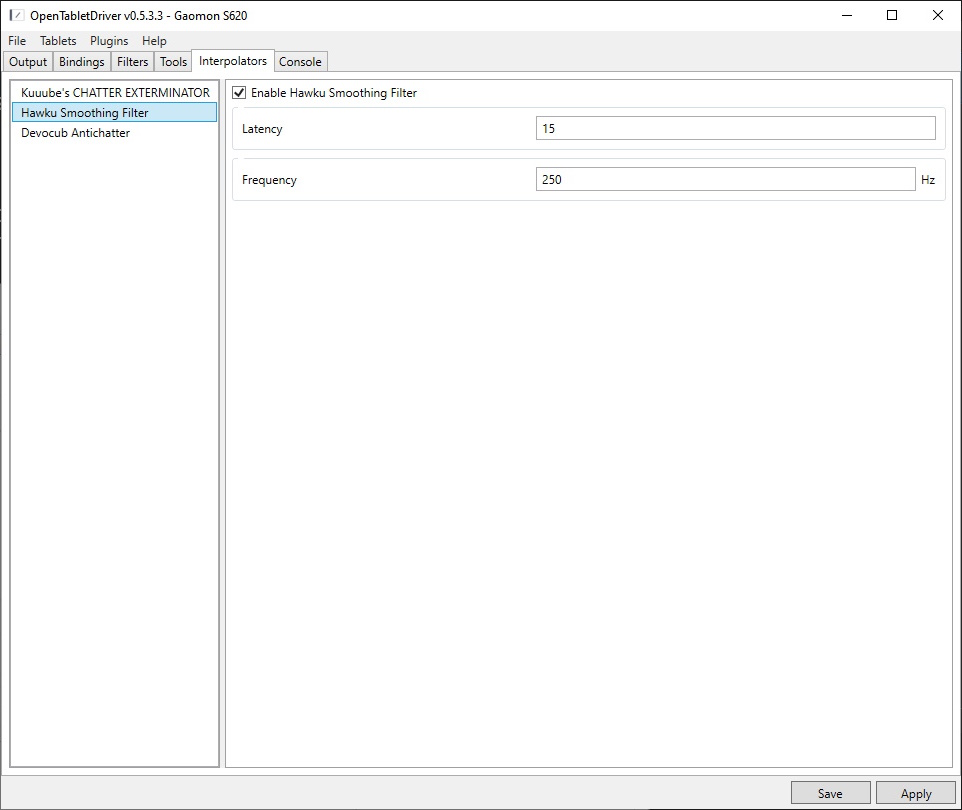 OpenTabletDriver v0.5.3.3 - Gaomon S620
File Tablets Plugins Help
Output Bindings Filters Tools Interpolators Console
Kuuube's CHATTER EXTERMINATOR
Hawku Smoothing Filter
Devocub Antichatter
Enable Hawku Smoothing Filter
Latency 15
Frequency 250 Hz
Save Apply